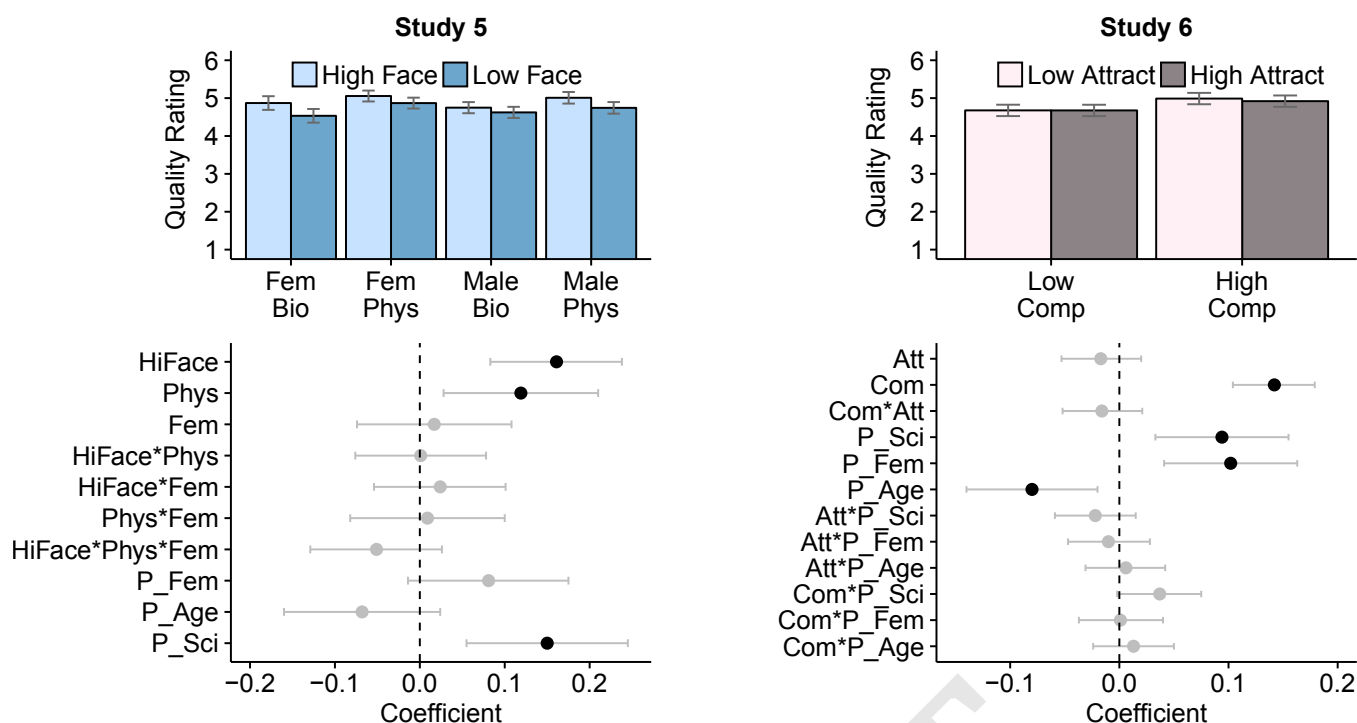 Study 5
High Face Low Face
Quality Rating
6
5
4
3
2
1
Fem Bio
Fem Phys
Male Bio
Male Phys
HiFace
Phys
Fem
HiFace*Phys
HiFace*Fem
Phys*Fem
HiFace*Phys*Fem
P_Fem
P_Age
P_Sci
−0.2 −0.1 0.0 0.1 0.2
Coefficient
Study 6
Low Attract High Attract
Quality Rating
6
5
4
3
2
1
Low Comp
High Comp
Att
Com
Com*Att
P_Sci
P_Fem
P_Age
Att*P_Sci
Att*P_Fem
Att*P_Age
Com*P_Sci
Com*P_Fem
Com*P_Age
−0.1 0.0 0.1 0.2
Coefficient